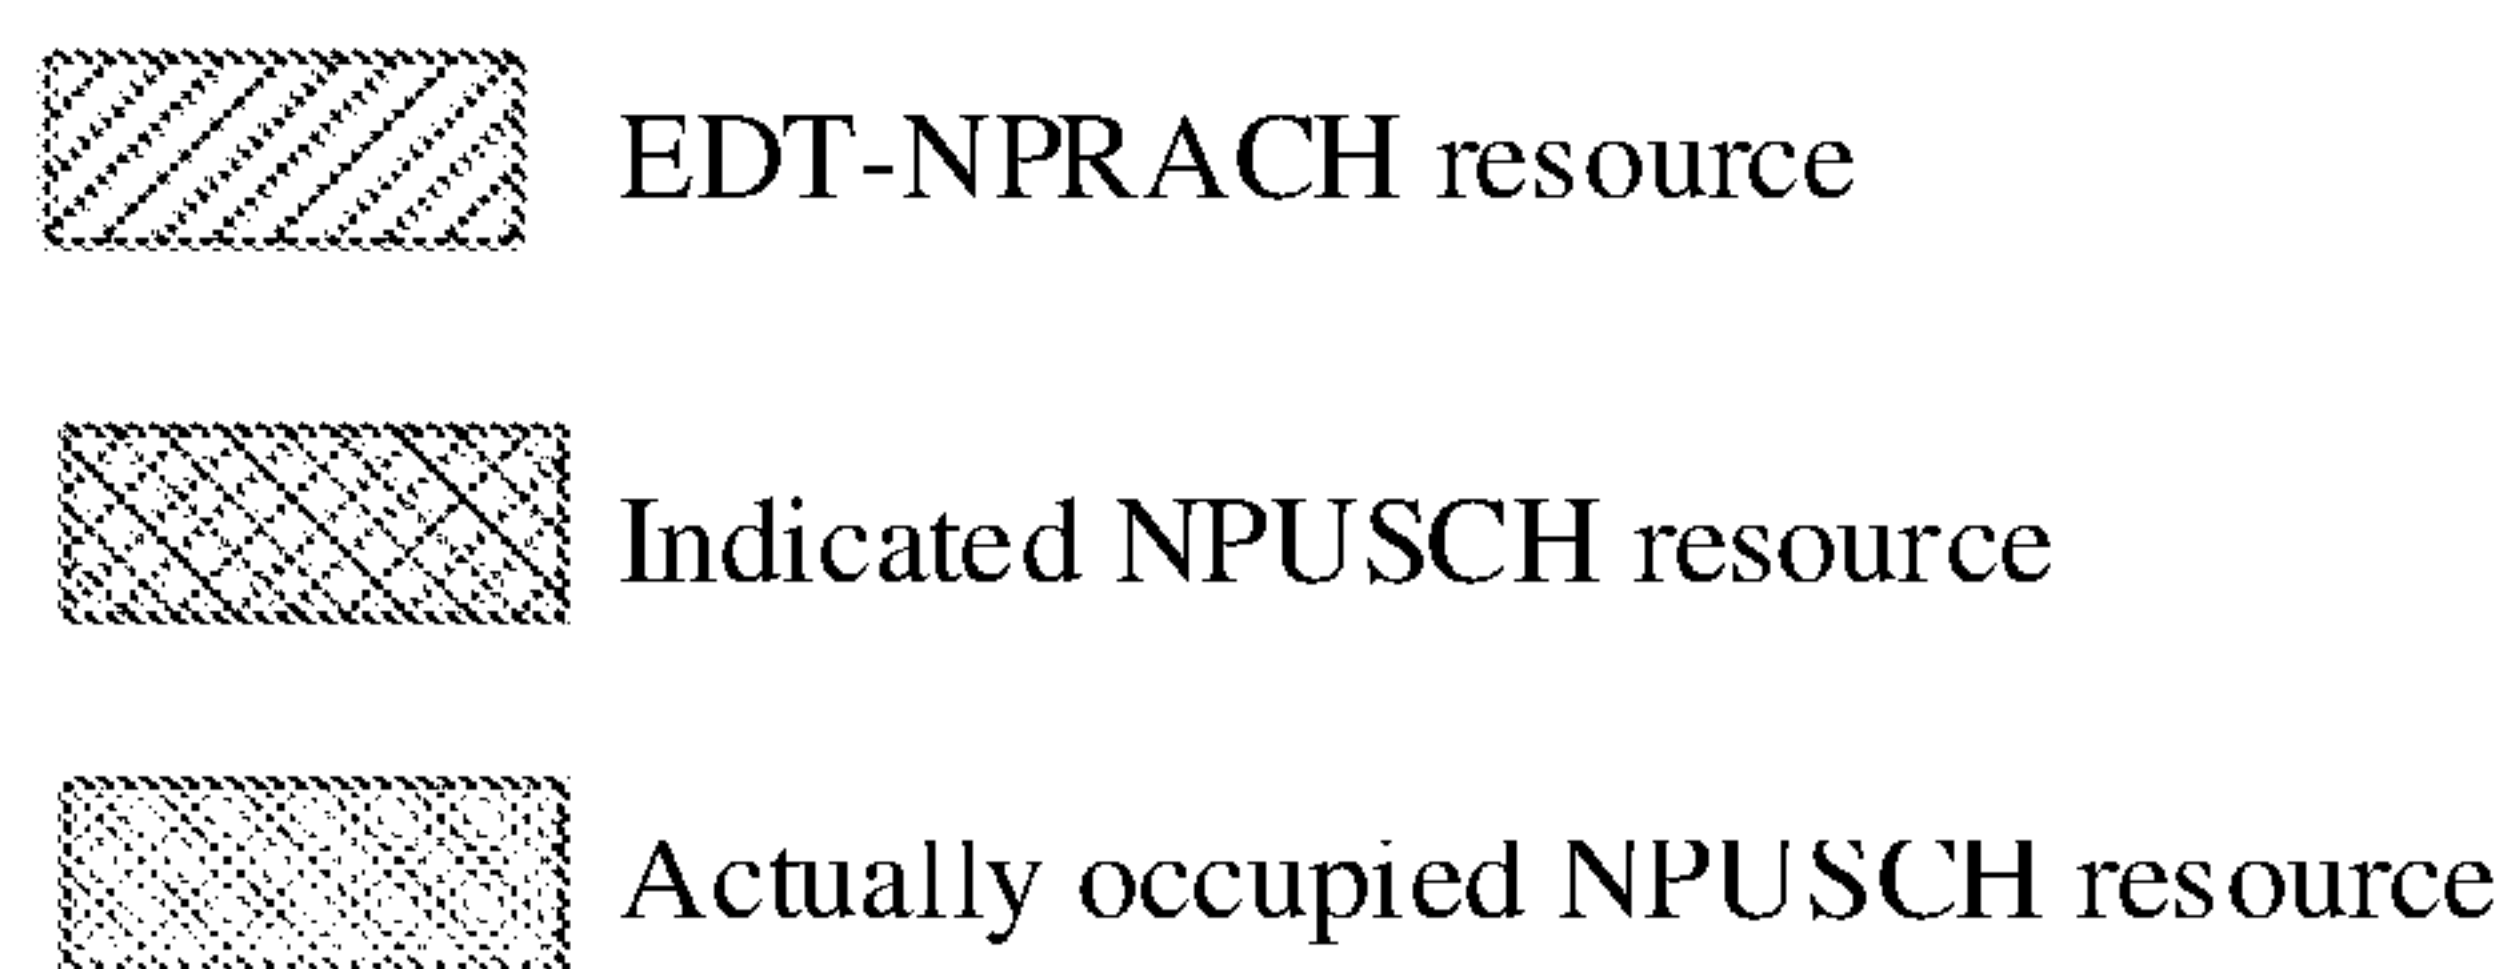 EDT-NPRACH resource
Indicated NPUSCH resource
Actually occupied NPUSCH resource